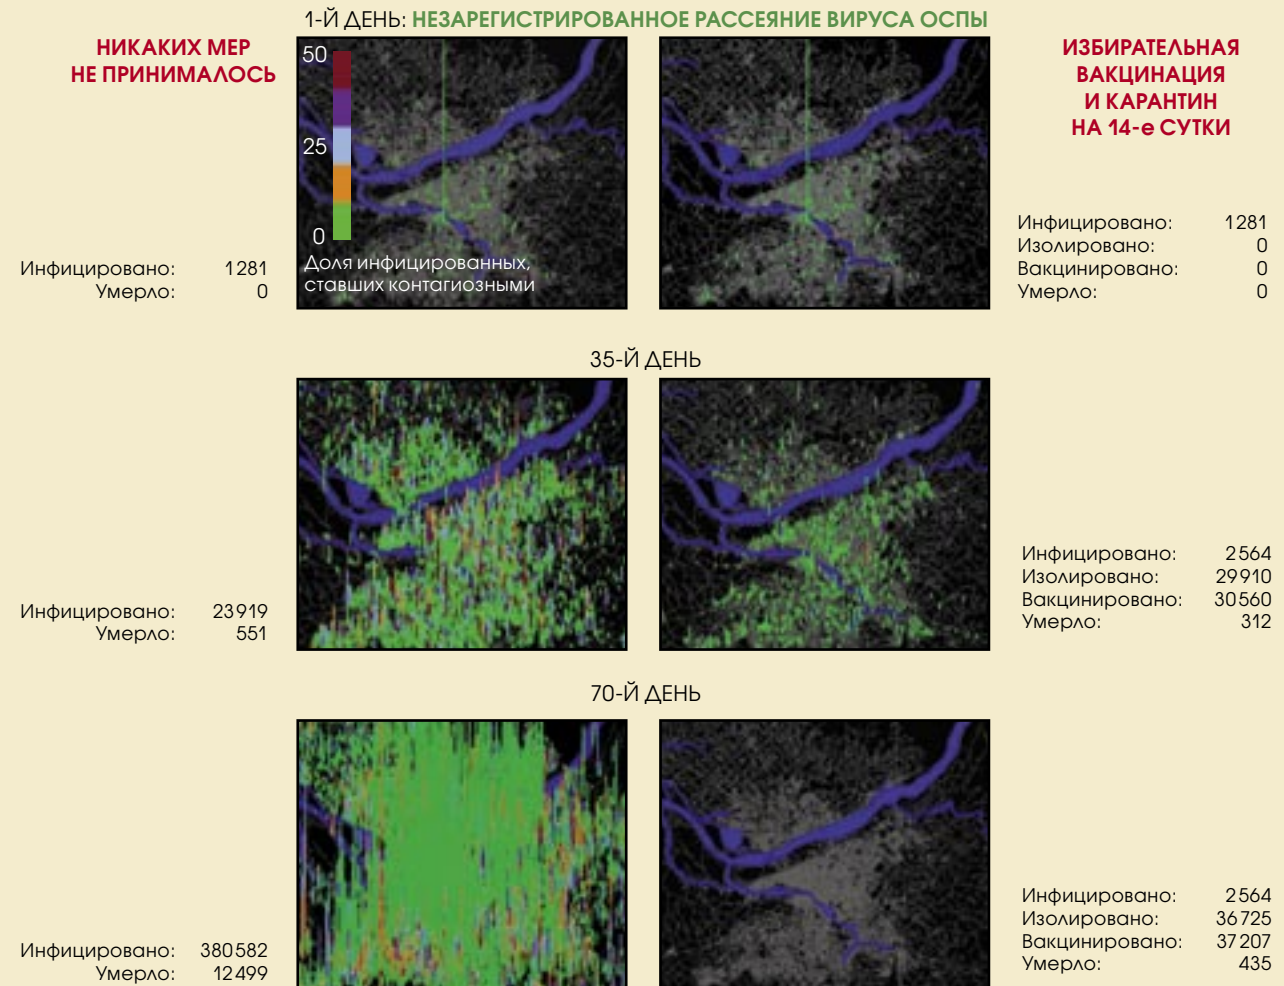 1-Й ДЕНЬ: НЕЗАРЕГИСТРИРОВАННОЕ РАССЕЯНИЕ ВИРУСА ОСПЫ
НИКАКИХ МЕР
НЕ ПРИНИМАЛОСЬ
50
25
0
Доля инфицированных,
ставших контагиозными
ИЗБИРАТЕЛЬНАЯ
ВАКЦИНАЦИЯ
И КАРАНТИН
НА 14-е СУТКИ
Инфицировано: 1281
Умерло: 0
Инфицировано: 1281
Изолировано: 0
Вакцинировано: 0
Умерло: 0
35-Й ДЕНЬ
Инфицировано: 23919
Умерло: 551
Инфицировано: 2564
Изолировано: 29910
Вакцинировано: 30560
Умерло: 312
70-Й ДЕНЬ
Инфицировано: 380582
Умерло: 12499
Инфицировано: 2564
Изолировано: 36725
Вакцинировано: 37207
Умерло: 435